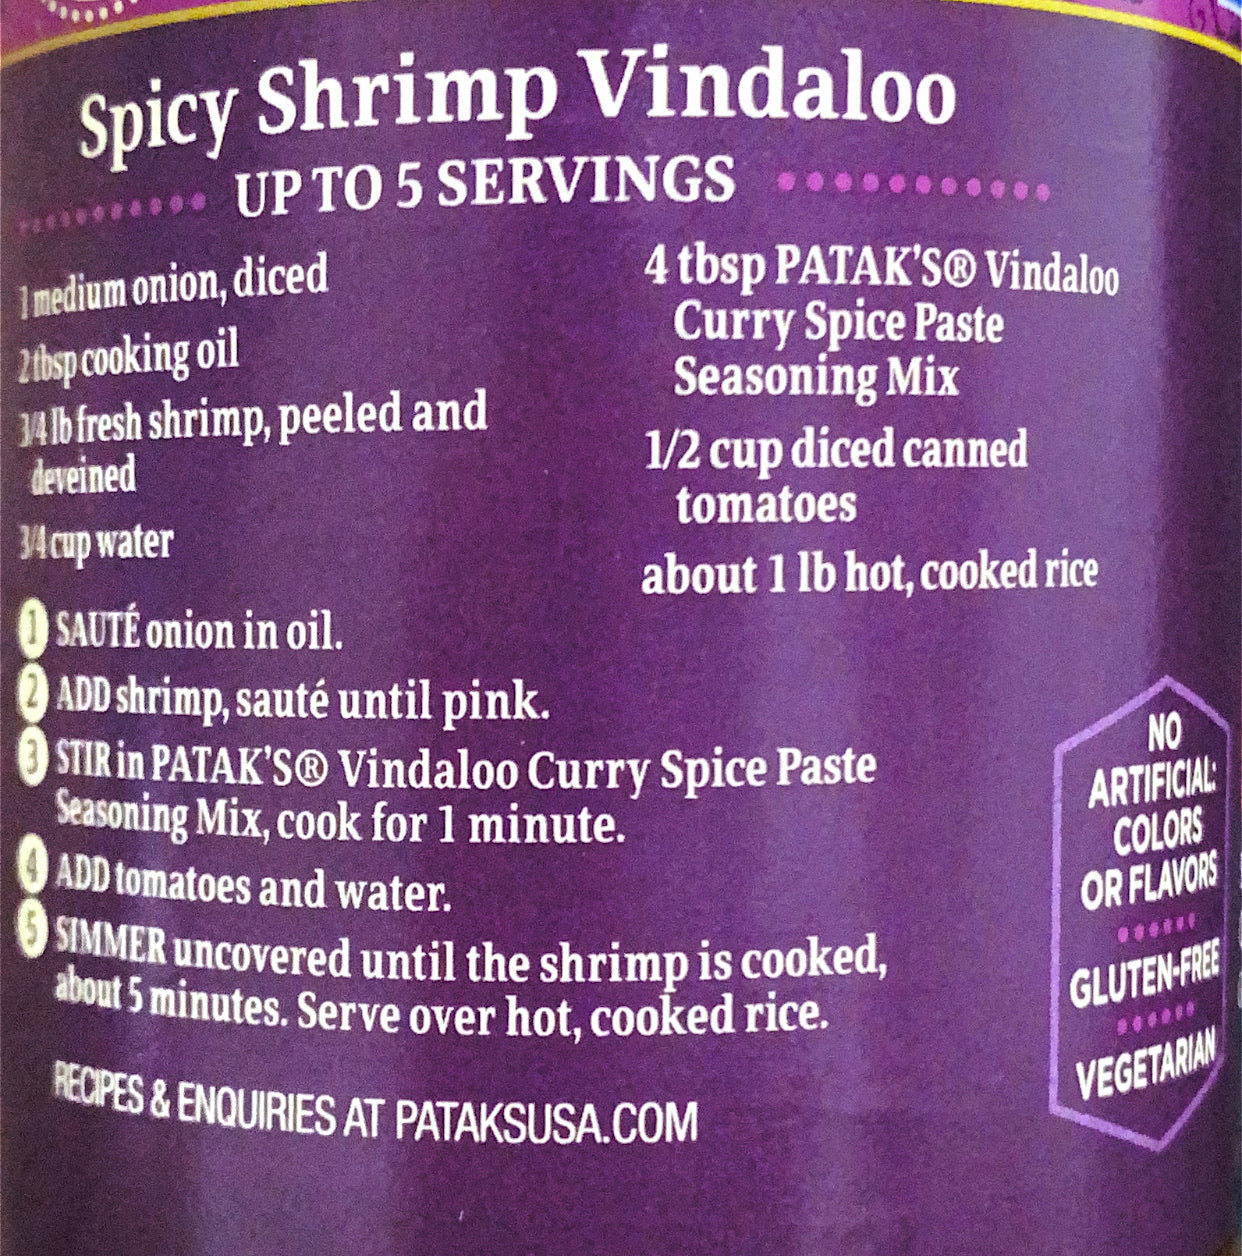 Spicy Shrimp Vindaloo
UP TO 5 SERVINGS
1 medium onion, diced
2 tbsp cooking oil
3/4 lb fresh shrimp, peeled and
deveined
3/4 cup water
4 tbsp PATAK'S® Vindaloo
Curry Spice Paste
Seasoning Mix
1/2 cup diced canned
tomatoes
about 1 lb hot, cooked rice
1 SAUTÉ onion in oil.
2 ADD shrimp, sauté until pink.
3 STIR in PATAK'S® Vindaloo Curry Spice Paste
Seasoning Mix, cook for 1 minute.
4 ADD tomatoes and water.
5 SIMMER uncovered until the shrimp is cooked,
about 5 minutes. Serve over hot, cooked rice.
RECIPES & ENQUIRIES AT PATAKSUSA.COM
NO
ARTIFICIAL:
COLORS
OR FLAVORS
GLUTEN-FREE
VEGETARIAN